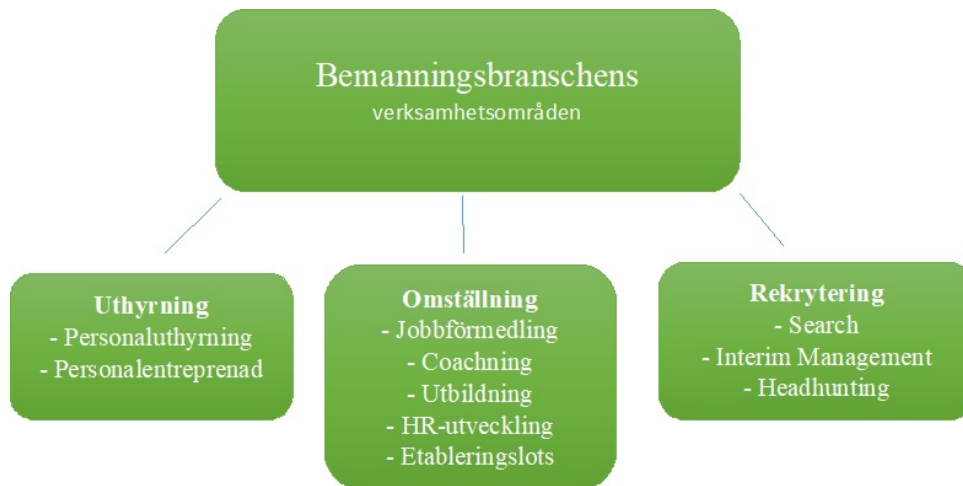 Bemanningsbranschens
verksamhetsområden
Uthyrning
- Personaluthyrning
- Personalentreprenad
Omställning
- Jobbförmedling
- Coachning
- Utbildning
- HR-utveckling
- Etableringslots
Rekrytering
- Search
- Interim Management
- Headhunting